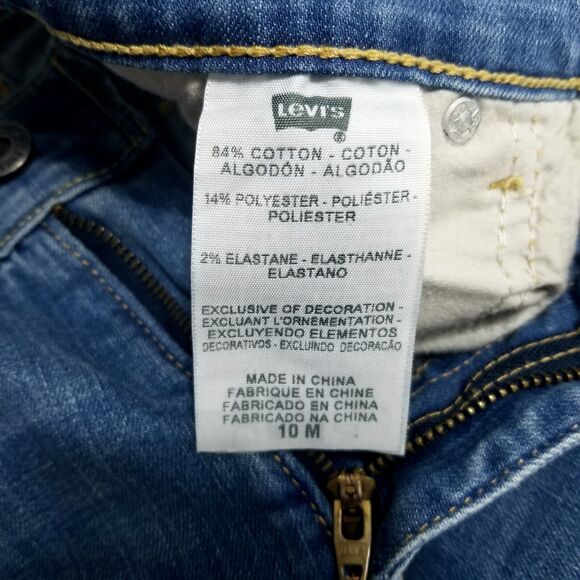 Levi's
®
84% COTTON - COTON -
ALGODÓN - ALGODÃO
14% POLYESTER - POLIÉSTER -
POLIESTER
2% ELASTANE - ELASTHANNE -
ELASTANO
EXCLUSIVE OF DECORATION -
EXCLUANT L'ORNEMENTATION -
EXCLUYENDO ELEMENTOS
DECORATIVOS - EXCLUINDO DECORAÇÃO
MADE IN CHINA
FABRIQUE EN CHINE
FABRICADO EN CHINA
FABRICADO NA CHINA
10 M